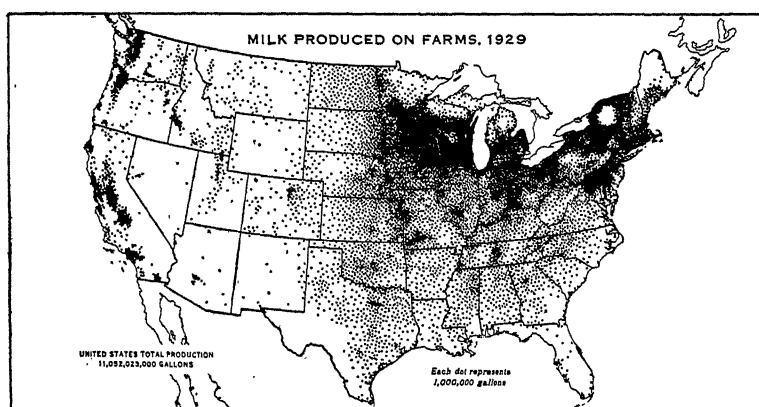 MILK PRODUCED ON FARMS, 1929
UNITED STATES TOTAL PRODUCTION
11,052,023,000 GALLONS
Each dot represents
1,000,000 gallons